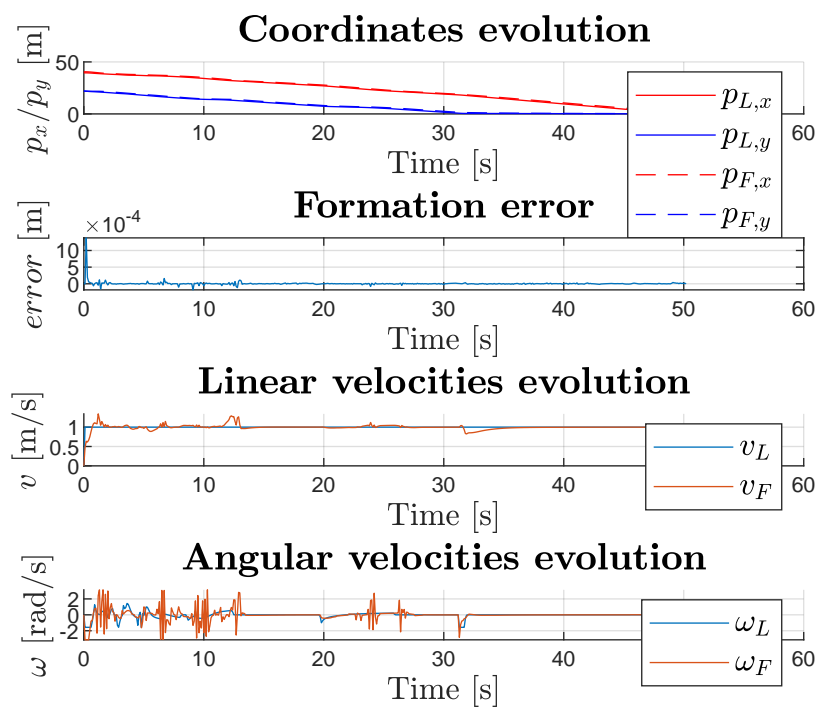 Coordinates evolution
p_x/p_y [m]
50
0
0 10 20 30 40 60
Time [s]
p_{L,x}
p_{L,y}
p_{F,x}
p_{F,y}
Formation error
×10^{-4}
error [m]
10
5
0
0 10 20 30 40 50 60
Time [s]
Linear velocities evolution
v [m/s]
1
0.5
0
0 10 20 30 40 60
Time [s]
v_L
v_F
Angular velocities evolution
ω [rad/s]
2
0
-2
0 10 20 30 40 60
Time [s]
ω_L
ω_F